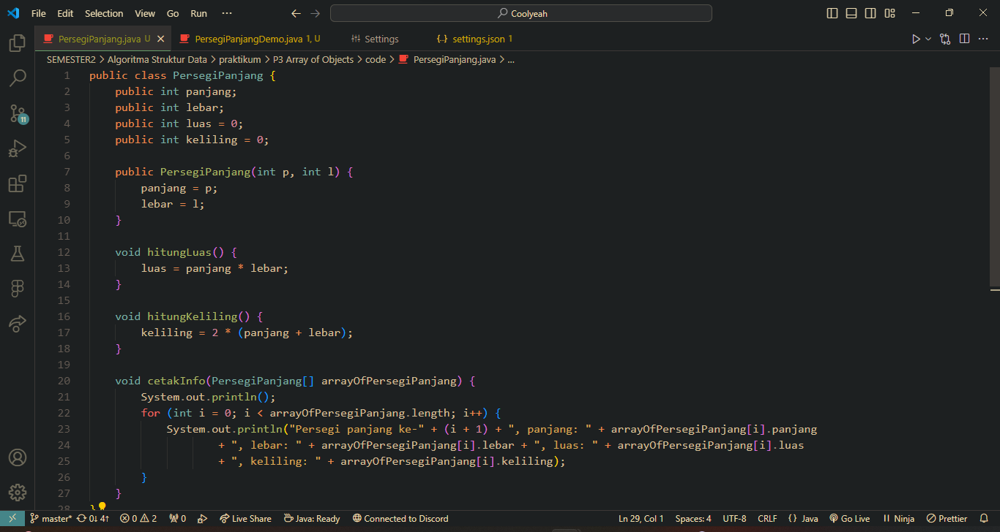 File Edit Selection View Go Run ··· Coolyeah
PersegiPanjang.java U PersegiPanjangDemo.java 1, U Settings {..} settings.json 1
SEMESTER2 > Algoritma Struktur Data > praktikum > P3 Array of Objects > code > PersegiPanjang.java > ...
1 public class PersegiPanjang {
2     public int panjang;
3     public int lebar;
4     public int luas = 0;
5     public int keliling = 0;
6
7     public PersegiPanjang(int p, int l) {
8         panjang = p;
9         lebar = l;
10     }
11
12     void hitungLuas() {
13         luas = panjang * lebar;
14     }
15
16     void hitungKeliling() {
17         keliling = 2 * (panjang + lebar);
18     }
19
20     void cetakInfo(PersegiPanjang[] arrayOfPersegiPanjang) {
21         System.out.println();
22         for (int i = 0; i < arrayOfPersegiPanjang.length; i++) {
23             System.out.println("Persegi panjang ke-" + (i + 1) + ", panjang: " + arrayOfPersegiPanjang[i].panjang
24                     + ", lebar: " + arrayOfPersegiPanjang[i].lebar + ", luas: " + arrayOfPersegiPanjang[i].luas
25                     + ", keliling: " + arrayOfPersegiPanjang[i].keliling);
26         }
27     }
28 }
11
master* 0↓ 4↑ 0 2 0 Live Share Java: Ready Connected to Discord Ln 29, Col 1 Spaces: 4 UTF-8 CRLF {} Java Go Live Ninja Prettier